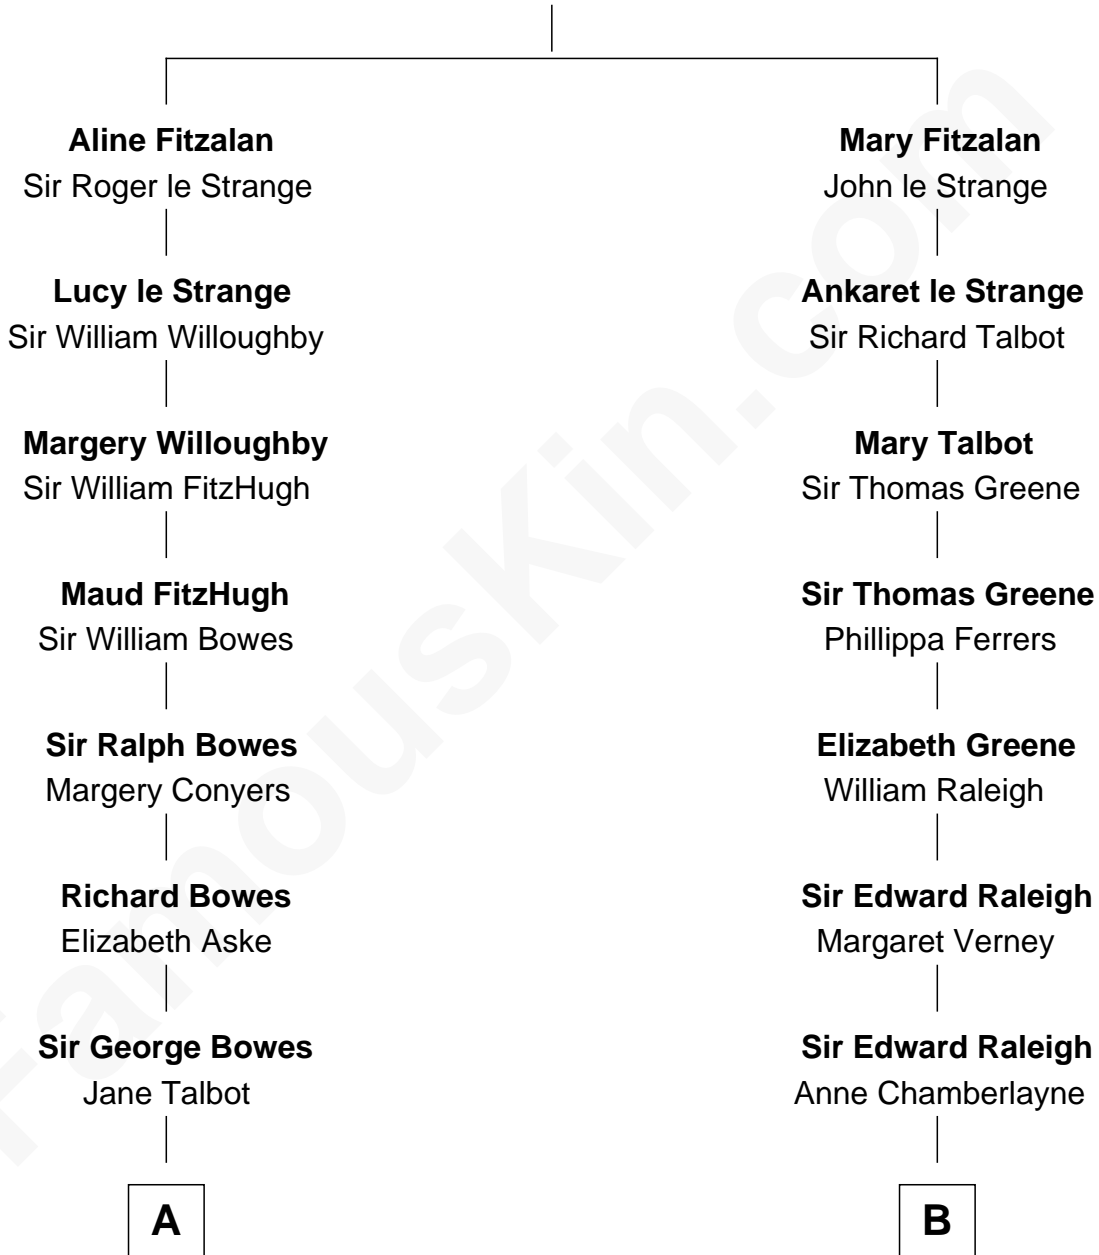 Aline Fitzalan
Sir Roger le Strange
Mary Fitzalan
John le Strange
Lucy le Strange
Sir William Willoughby
Ankaret le Strange
Sir Richard Talbot
Margery Willoughby
Sir William FitzHugh
Mary Talbot
Sir Thomas Greene
Maud FitzHugh
Sir William Bowes
Sir Thomas Greene
Phillippa Ferrers
Sir Ralph Bowes
Margery Conyers
Elizabeth Greene
William Raleigh
Richard Bowes
Elizabeth Aske
Sir Edward Raleigh
Margaret Verney
Sir George Bowes
Jane Talbot
Sir Edward Raleigh
Anne Chamberlayne
A
B
FamousKin.com